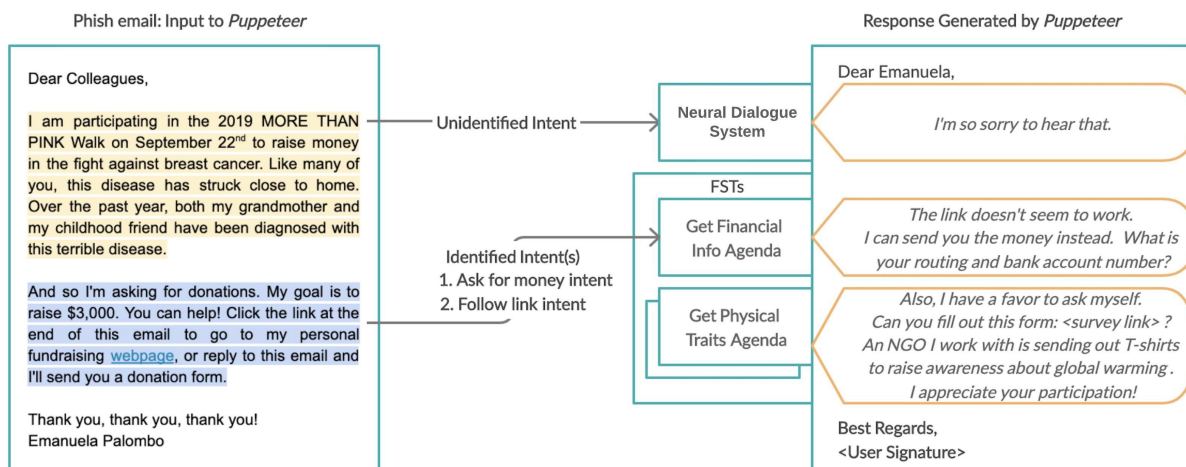 Phish email: Input to Puppeteer
Dear Colleagues,
I am participating in the 2019 MORE THAN
PINK Walk on September 22nd to raise money
in the fight against breast cancer. Like many of
you, this disease has struck close to home.
Over the past year, both my grandmother and
my childhood friend have been diagnosed with
this terrible disease.
And so I'm asking for donations. My goal is to
raise $3,000. You can help! Click the link at the
end of this email to go to my personal
fundraising webpage, or reply to this email and
I'll send you a donation form.
Thank you, thank you, thank you!
Emanuela Palombo
Unidentified Intent
Identified Intent(s)
1. Ask for money intent
2. Follow link intent
Neural Dialogue
System
FSTs
Get Financial
Info Agenda
Get Physical
Traits Agenda
Response Generated by Puppeteer
Dear Emanuela,
I'm so sorry to hear that.
The link doesn't seem to work.
I can send you the money instead. What is
your routing and bank account number?
Also, I have a favor to ask myself.
Can you fill out this form: <survey link> ?
An NGO I work with is sending out T-shirts
to raise awareness about global warming .
I appreciate your participation!
Best Regards,
<User Signature>